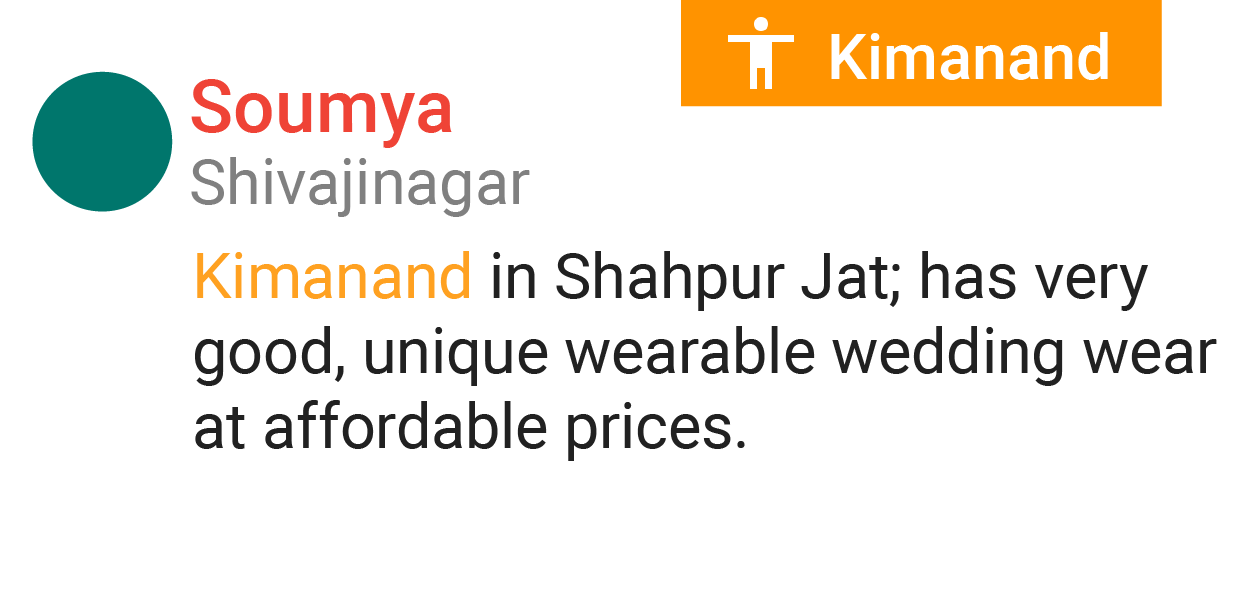 Kimanand
Soumya
Shivajinagar
Kimanand in Shahpur Jat; has very
good, unique wearable wedding wear
at affordable prices.